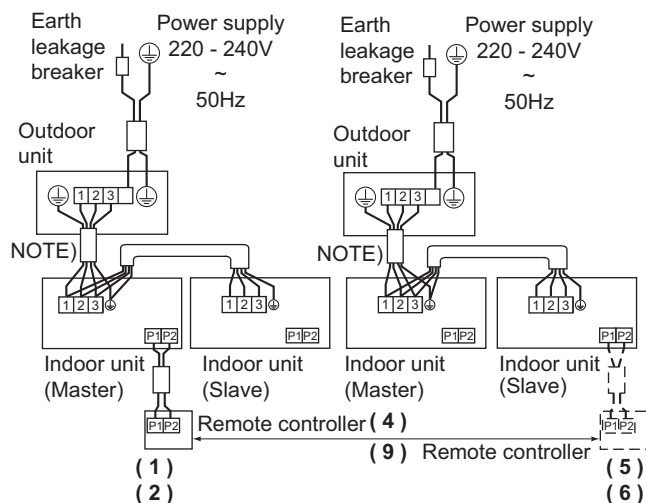 Earth
leakage
breaker
Power supply
220 - 240V
~
50Hz
Outdoor
unit
1 2 3
NOTE)
1 2 3
P1 P2
Indoor unit
(Master)
1 2 3
P1 P2
Indoor unit
(Slave)
P1 P2
Earth
leakage
breaker
Power supply
220 - 240V
~
50Hz
Outdoor
unit
1 2 3
NOTE)
1 2 3
P1 P2
Indoor unit
(Master)
1 2 3
P1 P2
Indoor unit
(Slave)
P1 P2
Remote controller ( 4 )
( 9 ) Remote controller
( 1 )
( 2 )
( 5 )
( 6 )